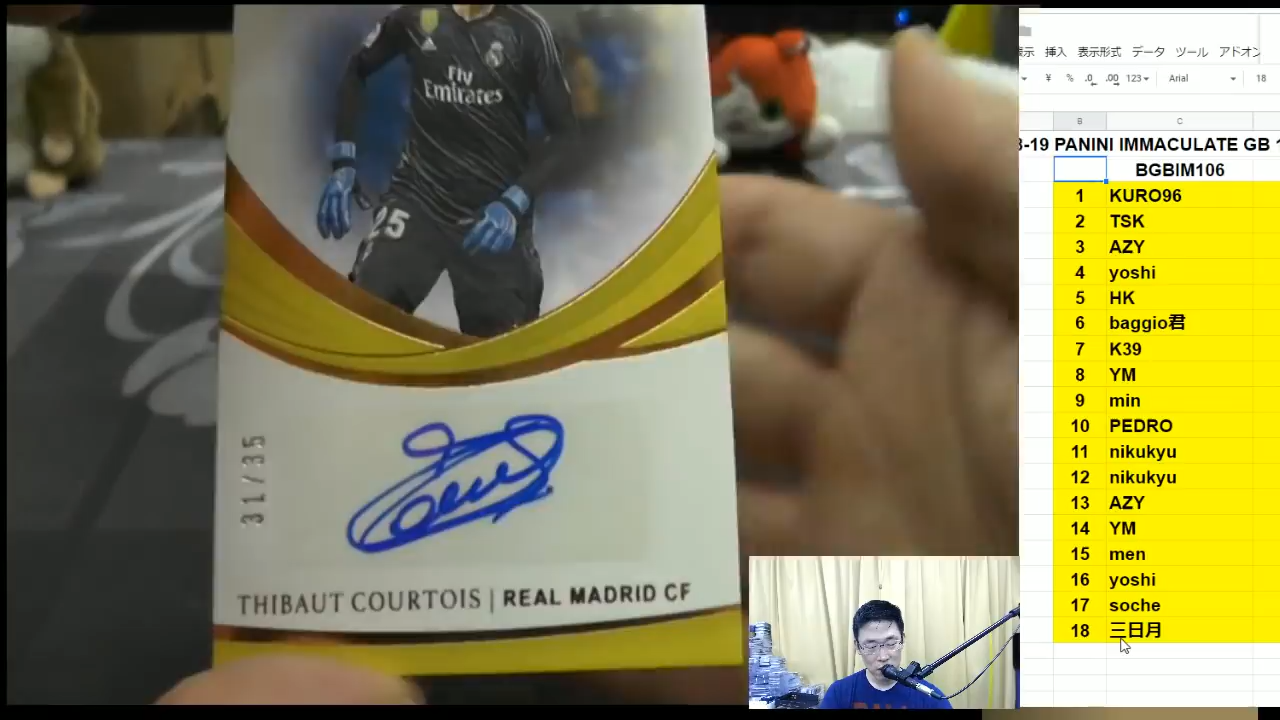 Fly
Emirates
25
31/35
THIBAUT COURTOIS | REAL MADRID CF
挿入 表示形式 データ ツール アドオン
¥ % .0 .00 123 Arial 18
B C
-19 PANINI IMMACULATE GB 1
BGBIM106
1 KURO96
2 TSK
3 AZY
4 yoshi
5 HK
6 baggio君
7 K39
8 YM
9 min
10 PEDRO
11 nikukyu
12 nikukyu
13 AZY
14 YM
15 men
16 yoshi
17 soche
18 三日月